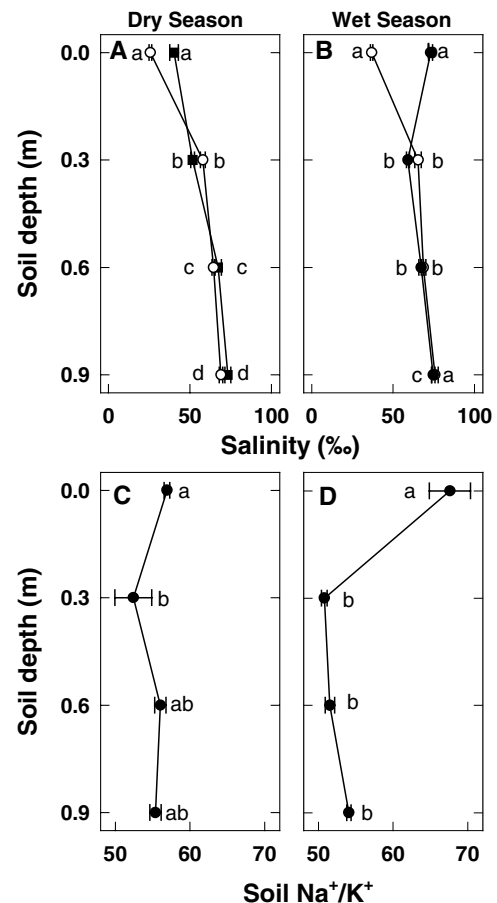 Dry Season Wet Season
A B
0.0 a a a a
0.3 b b b b
0.6 c c b b
0.9 d d c a
Soil depth (m)
0 50 100 0 50 100
Salinity (‰)
C D
0.0 a a
0.3 b b
0.6 ab b
0.9 ab b
Soil depth (m)
50 60 70 50 60 70
Soil Na⁺/K⁺